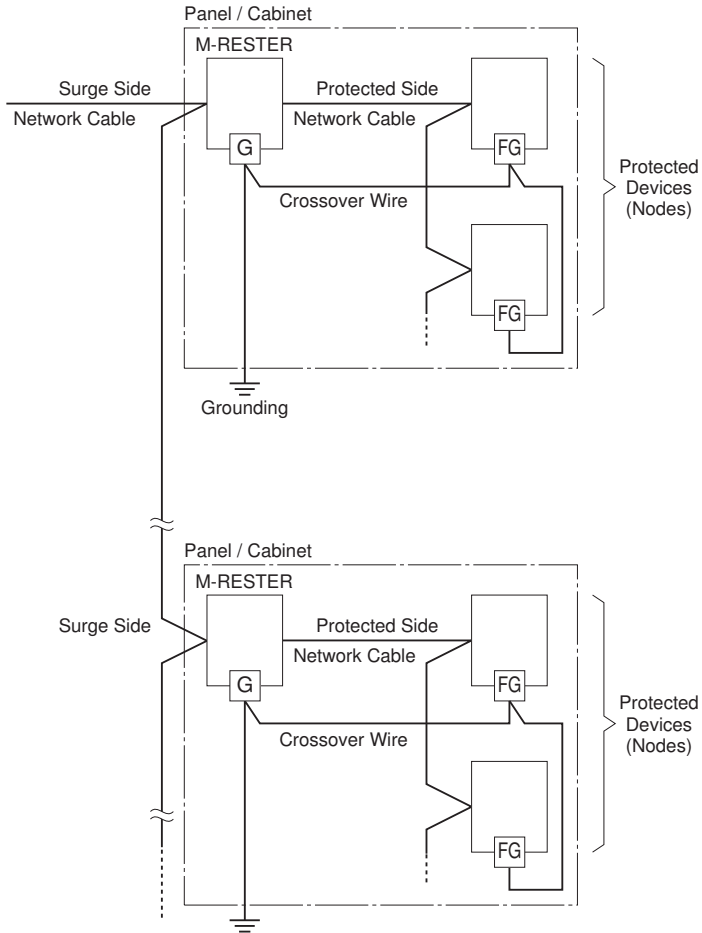 Panel / Cabinet
M-RESTER
Surge Side
Protected Side
Network Cable
Network Cable
G
FG
Crossover Wire
Protected
Devices
(Nodes)
FG
Grounding
Panel / Cabinet
M-RESTER
Surge Side
Protected Side
Network Cable
G
FG
Crossover Wire
Protected
Devices
(Nodes)
FG